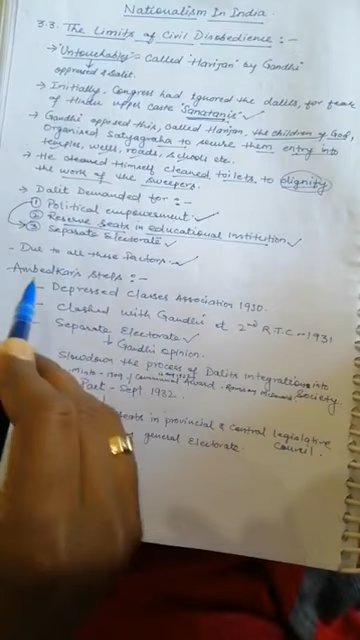 Nationalism In India.
3.3. The Limits of Civil Disobedience :-
→ 'Untouchables' - called "Harijan" by Gandhi
oppressed & Dalit.
→ Initially, Congress had Ignored the dalits, for fear
of Hindu upper caste 'Sanatanis'
→ Gandhi opposed this, called Harijan, the children of God,
Organised Satyagraha to secure them entry into
temples, wells, roads, schools etc.
→ He cleaned Himself cleaned toilets to dignify
the work of the sweepers.
→ Dalit Demanded for :-
① Political empowerment
② Reserve Seats in educational institution
③ Separate Electorate
- Due to all these factors.
- Ambedkar's Steps :-
- Depressed Classes Association 1930.
- Clashed with Gandhi at 2nd R.T.C - 1931
Separate Electorate
↳ Gandhi opinion.
Slowdown the process of Dalits integration into
Society.
Minto - 1909 / Communal Award -
Pact - Sept 1932.
seats in provincial & central legislative
Council.
general Electorate.